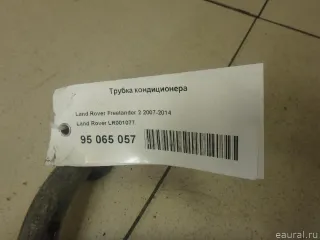 Трубка кондиционера
Land Rover Freelander 2 2007-2014
Land Rover LR001077
95 065 057
eaural.ru